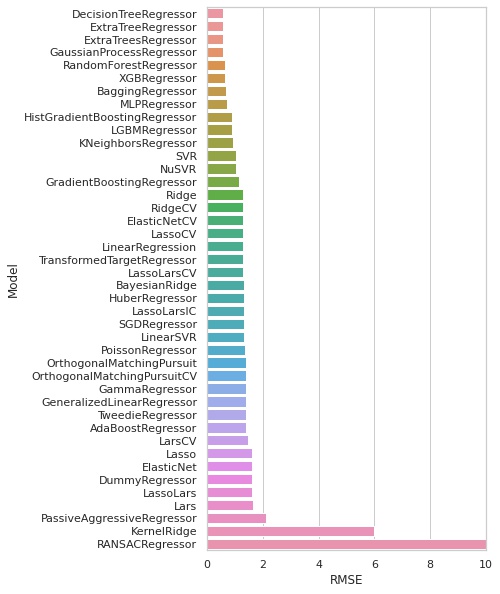 DecisionTreeRegressor
ExtraTreeRegressor
ExtraTreesRegressor
GaussianProcessRegressor
RandomForestRegressor
XGBRegressor
BaggingRegressor
MLPRegressor
HistGradientBoostingRegressor
LGBMRegressor
KNeighborsRegressor
SVR
NuSVR
GradientBoostingRegressor
Ridge
RidgeCV
ElasticNetCV
LassoCV
LinearRegression
TransformedTargetRegressor
LassoLarsCV
BayesianRidge
HuberRegressor
LassoLarsIC
SGDRegressor
LinearSVR
PoissonRegressor
OrthogonalMatchingPursuit
OrthogonalMatchingPursuitCV
GammaRegressor
GeneralizedLinearRegressor
TweedieRegressor
AdaBoostRegressor
LarsCV
Lasso
ElasticNet
DummyRegressor
LassoLars
Lars
PassiveAggressiveRegressor
KernelRidge
RANSACRegressor
Model
0 2 4 6 8 10
RMSE